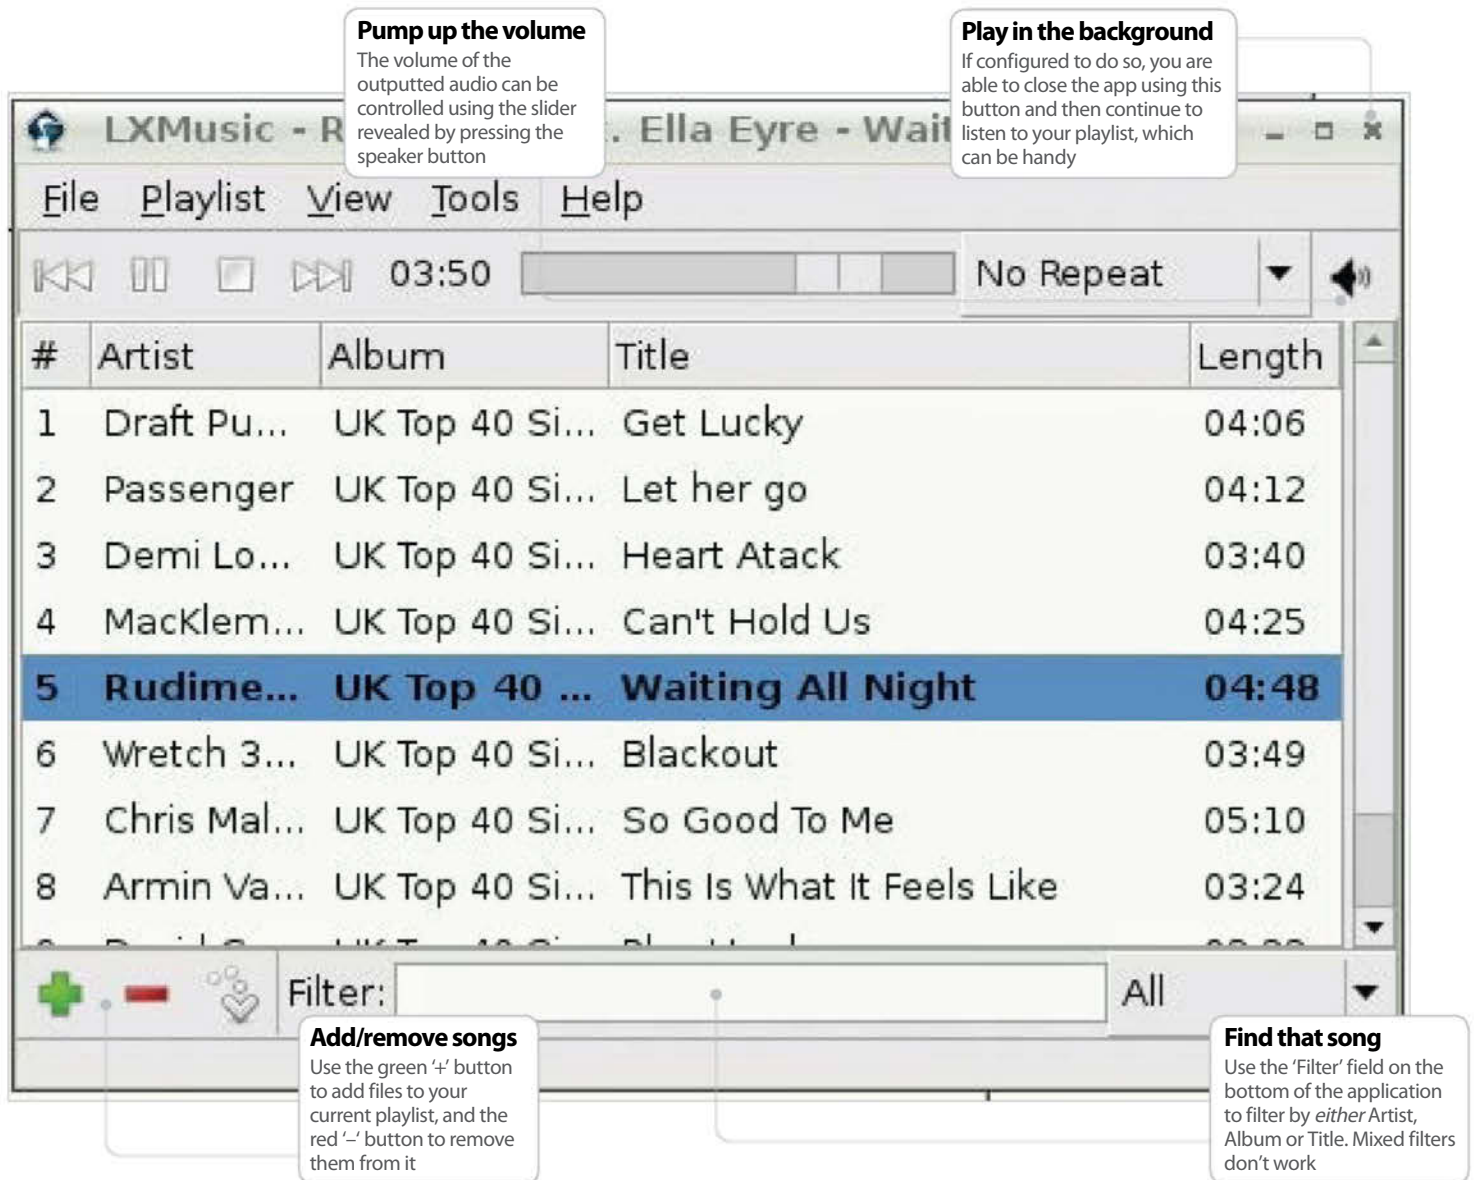 Pump up the volume
The volume of the
outputted audio can be
controlled using the slider
revealed by pressing the
speaker button
Play in the background
If configured to do so, you are
able to close the app using this
button and then continue to
listen to your playlist, which
can be handy
LXMusic - R . Ella Eyre - Wai
File Playlist View Tools Help
03:50 No Repeat
# Artist Album Title Length
1 Draft Pu... UK Top 40 Si... Get Lucky 04:06
2 Passenger UK Top 40 Si... Let her go 04:12
3 Demi Lo... UK Top 40 Si... Heart Atack 03:40
4 MacKlem... UK Top 40 Si... Can't Hold Us 04:25
5 Rudime... UK Top 40 ... Waiting All Night 04:48
6 Wretch 3... UK Top 40 Si... Blackout 03:49
7 Chris Mal... UK Top 40 Si... So Good To Me 05:10
8 Armin Va... UK Top 40 Si... This Is What It Feels Like 03:24
Filter: All
Add/remove songs
Use the green ‘+’ button
to add files to your
current playlist, and the
red ‘–‘ button to remove
them from it
Find that song
Use the ‘Filter’ field on the
bottom of the application
to filter by either Artist,
Album or Title. Mixed filters
don’t work